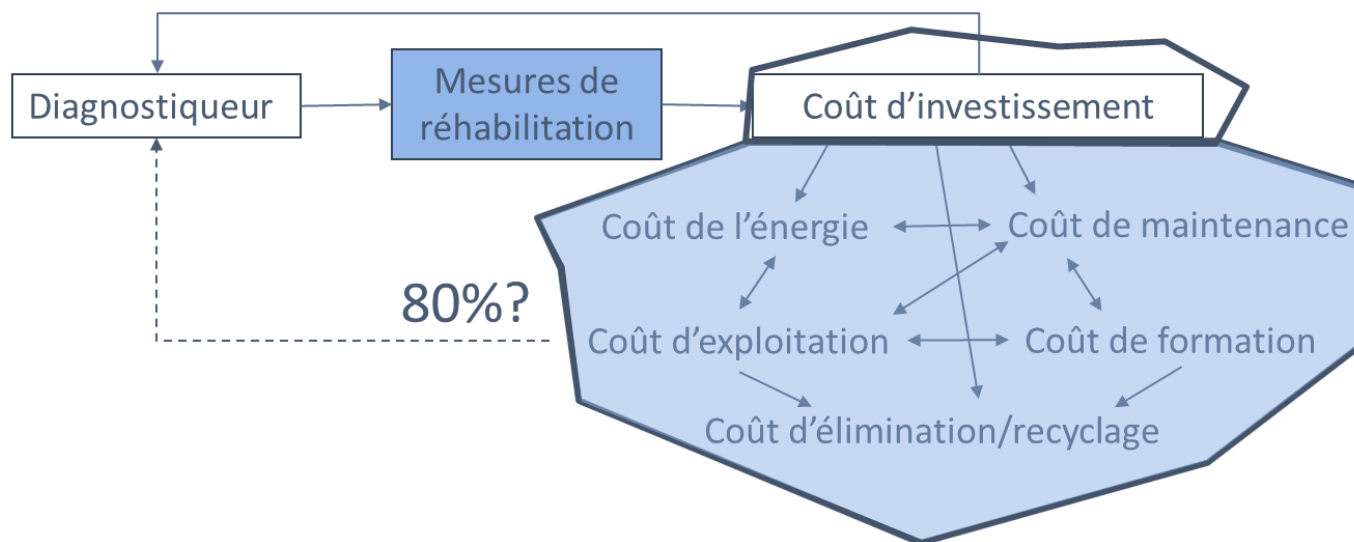 Diagnostiqueur
Mesures de
réhabilitation
Coût d’investissement
Coût de l’énergie
Coût de maintenance
80%?
Coût d’exploitation
Coût de formation
Coût d’élimination/recyclage